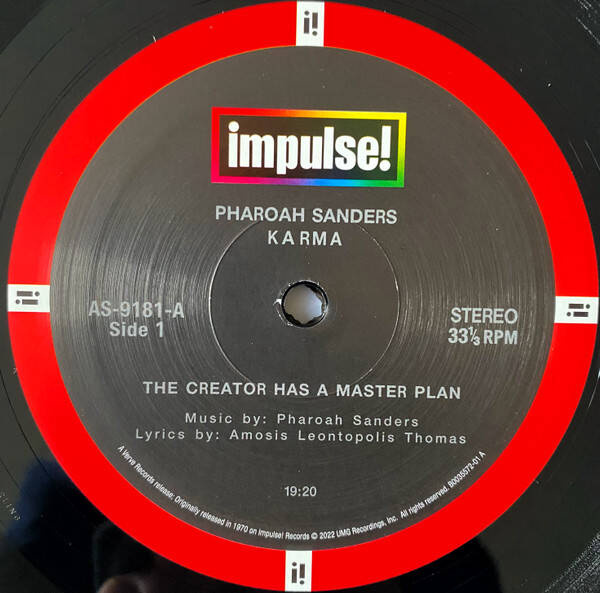 i!
impulse!
PHAROAH SANDERS
KARMA
i!
AS-9181-A
Side 1
STEREO
33⅓ RPM
i!
THE CREATOR HAS A MASTER PLAN
Music by: Pharoah Sanders
Lyrics by: Amosis Leontopolis Thomas
19:20
A Verve Records release; Originally released in 1970 on Impulse! Records © 2022 UMG Recordings, Inc. All rights reserved. B0035572-01 A
i!